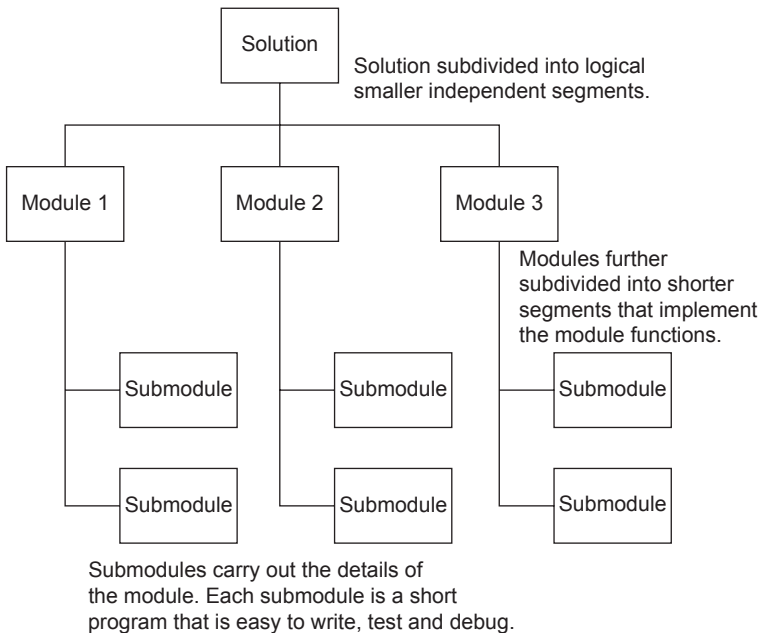 Solution
Solution subdivided into logical
smaller independent segments.
Module 1
Module 2
Module 3
Modules further
subdivided into shorter
segments that implement
the module functions.
Submodule
Submodule
Submodule
Submodule
Submodule
Submodule
Submodules carry out the details of
the module. Each submodule is a short
program that is easy to write, test and debug.